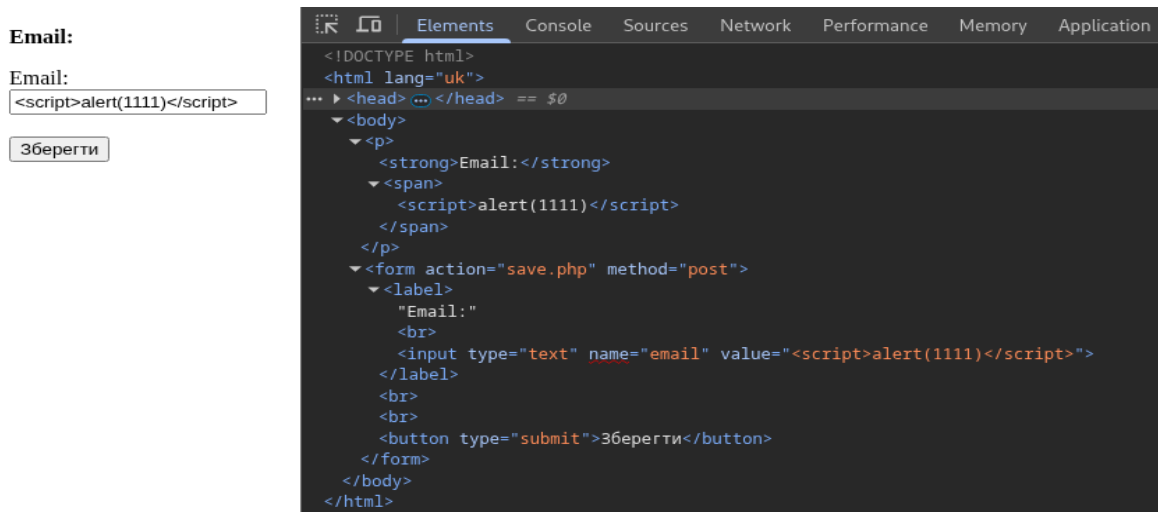 Email:
Email:
<script>alert(1111)</script>
Зберегти
Elements Console Sources Network Performance Memory Application
<!DOCTYPE html>
<html lang="uk">
••• ▶ <head> ••• </head> == $0
▼ <body>
▼ <p>
<strong>Email:</strong>
▼ <span>
<script>alert(1111)</script>
</span>
</p>
▼ <form action="save.php" method="post">
▼ <label>
"Email:"
<br>
<input type="text" name="email" value="<script>alert(1111)</script>">
</label>
<br>
<br>
<button type="submit">Зберегти</button>
</form>
</body>
</html>